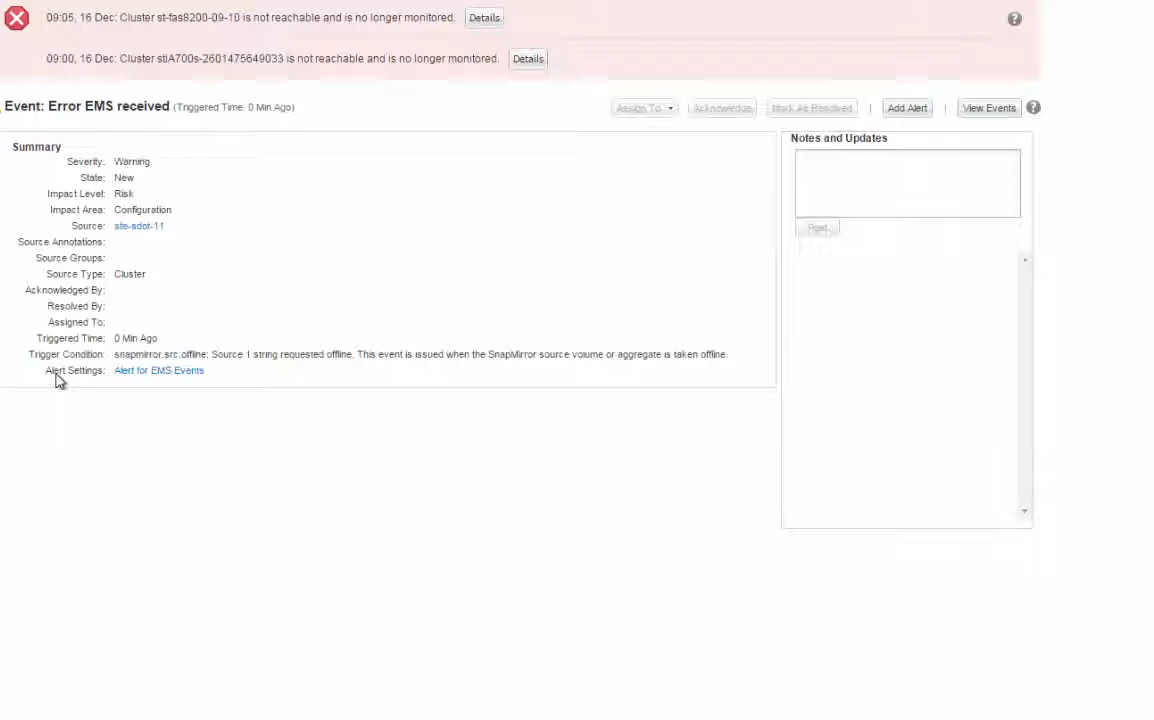 09:05, 16 Dec: Cluster st-fas8200-09-10 is not reachable and is no longer monitored. Details
09:00, 16 Dec: Cluster stiA700s-2601475649033 is not reachable and is no longer monitored. Details
Event: Error EMS received (Triggered Time: 0 Min Ago)
Assign To Acknowledge Mark As Resolved | Add Alert | View Events
Summary
Severity: Warning
State: New
Impact Level: Risk
Impact Area: Configuration
Source: ste-sdot-11
Source Annotations:
Source Groups:
Source Type: Cluster
Acknowledged By:
Resolved By:
Assigned To:
Triggered Time: 0 Min Ago
Trigger Condition: snapmirror.src.offline: Source 1 string requested offline. This event is issued when the SnapMirror source volume or aggregate is taken offline.
Alert Settings: Alert for EMS Events
Notes and Updates
Post